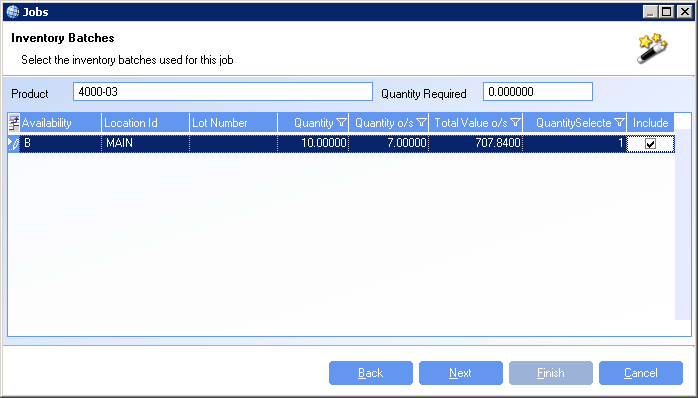 Jobs
Inventory Batches
Select the inventory batches used for this job
Product 4000-03 Quantity Required 0.000000
Availability Location Id Lot Number Quantity Quantity o/s Total Value o/s QuantitySelecte Include
B MAIN 10.00000 7.00000 707.8400 1
Back Next Finish Cancel